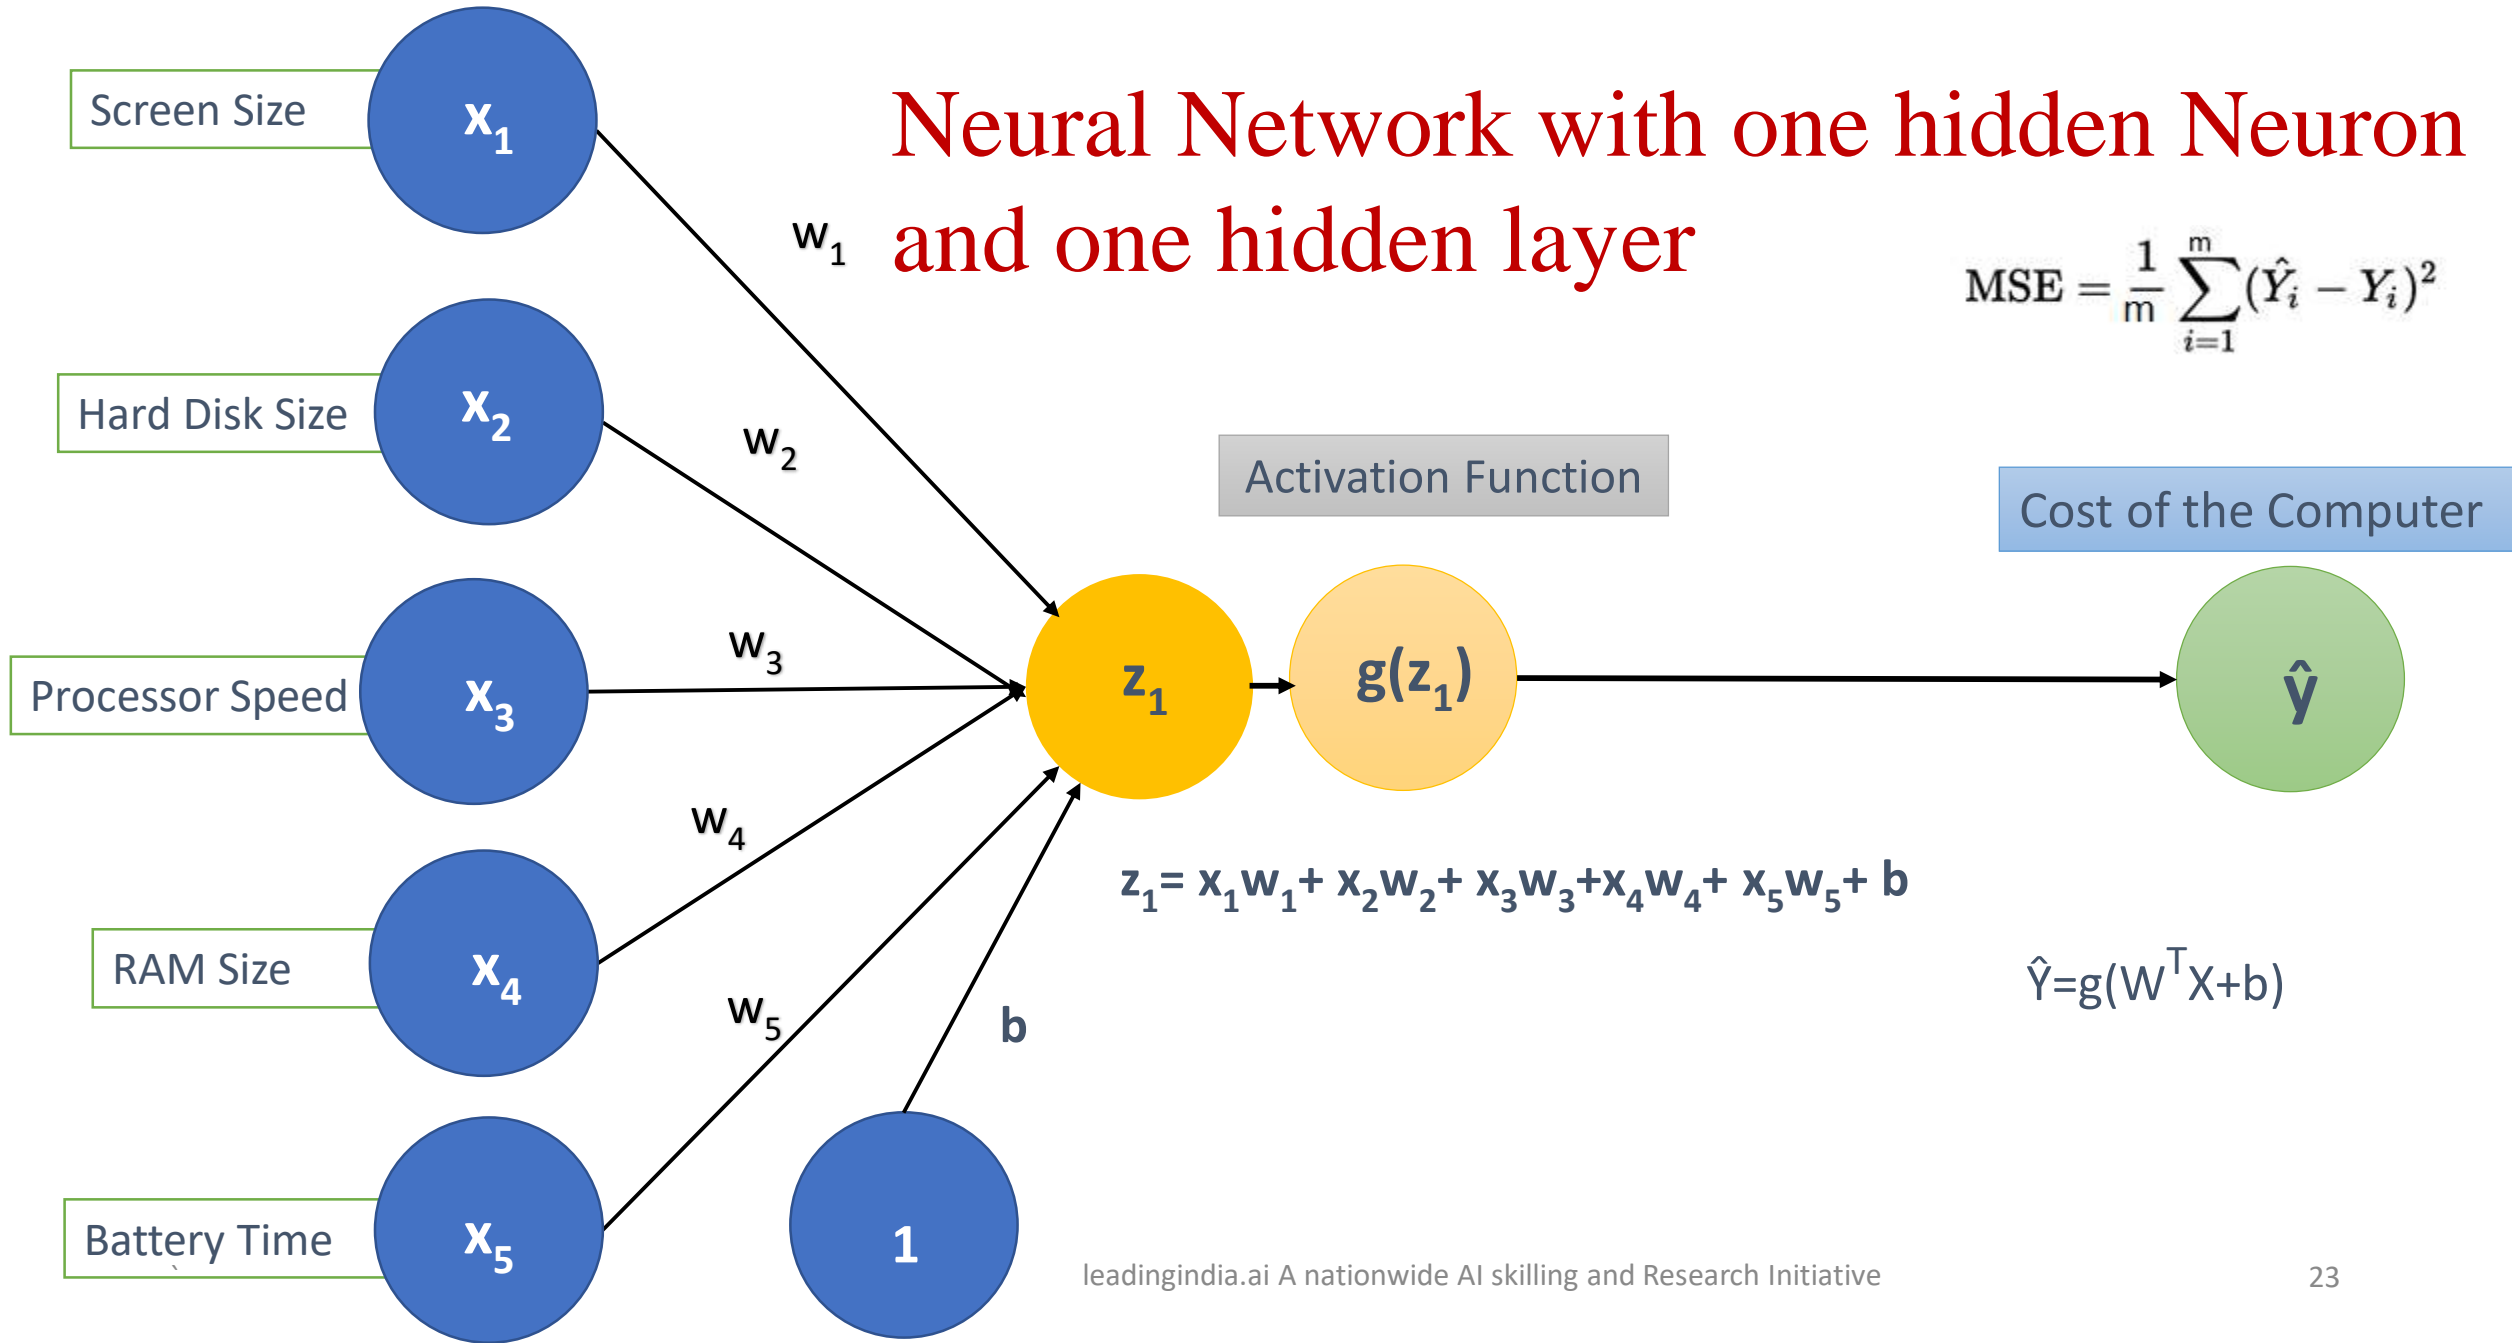 Neural Network with one hidden Neuron
and one hidden layer
MSE = 1/m ∑_{i=1}^{m} (Ŷ_i − Y_i)^2
Screen Size
x₁
w₁
Hard Disk Size
x₂
w₂
Activation Function
Cost of the Computer
Processor Speed
x₃
w₃
z₁
g(z₁)
ŷ
RAM Size
x₄
w₄
z₁= x₁w₁+ x₂w₂+ x₃w₃+x₄w₄+ x₅w₅+ b
Ŷ=g(WᵀX+b)
Battery Time
`
x₅
w₅
b
1
leadingindia.ai A nationwide AI skilling and Research Initiative
23